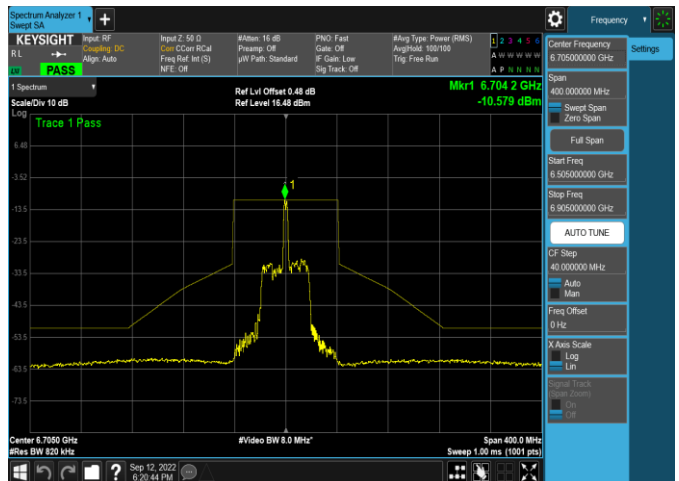 Spectrum Analyzer 1
Swept SA
+
Frequency
KEYSIGHT
Input: RF
Coupling: DC
Align: Auto
Input Z: 50 Ω
Corr CCorr RCal
Freq Ref: Int (S)
NFE: Off
#Atten: 16 dB
Preamp: Off
µW Path: Standard
PNO: Fast
Gate: Off
IF Gain: Low
Sig Track: Off
#Avg Type: Power (RMS)
Avg|Hold: 100/100
Trig: Free Run
1 2 3 4 5 6
A W W W W W
A P N N N N
RL
PASS
1 Spectrum
Scale/Div 10 dB
Ref Lvl Offset 0.48 dB
Ref Level 16.48 dBm
Mkr1 6.704 2 GHz
-10.579 dBm
Log
Trace 1 Pass
1
6.48
-3.52
-13.5
-23.5
-33.5
-43.5
-53.5
-63.5
-73.5
Center 6.7050 GHz
#Res BW 820 kHz
#Video BW 8.0 MHz*
Span 400.0 MHz
Sweep 1.00 ms (1001 pts)
Sep 12, 2022
6:20:44 PM
?
Center Frequency
6.705000000 GHz
Settings
Span
400.000000 MHz
Swept Span
Zero Span
Full Span
Start Freq
6.505000000 GHz
Stop Freq
6.905000000 GHz
AUTO TUNE
CF Step
40.000000 MHz
Auto
Man
Freq Offset
0 Hz
X Axis Scale
Log
Lin
Signal Track
(Span Zoom)
On
Off